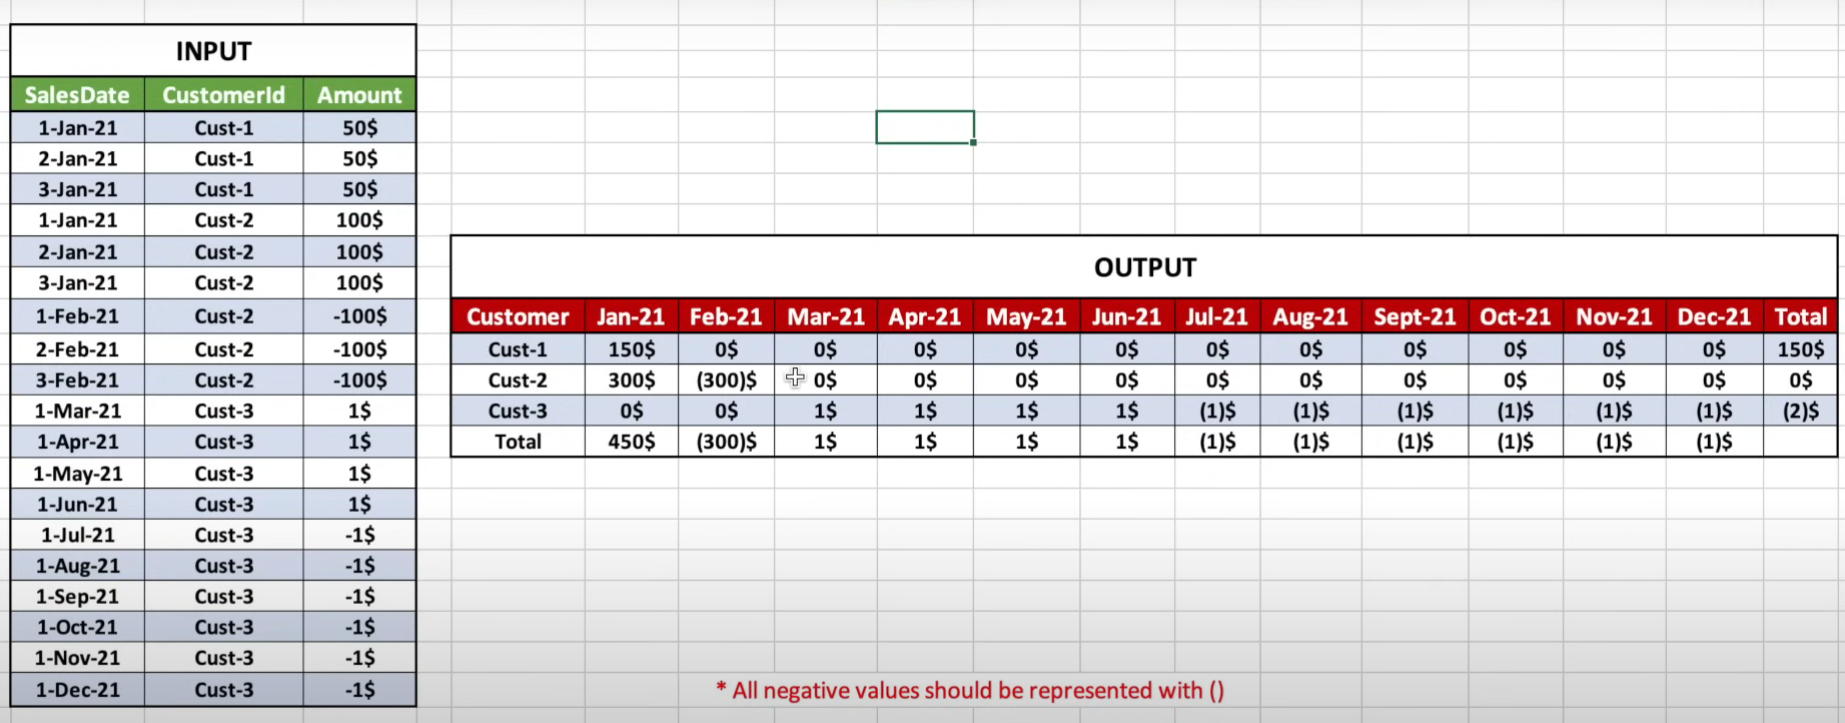 INPUT
SalesDate CustomerId Amount
1-Jan-21 Cust-1 50$
2-Jan-21 Cust-1 50$
3-Jan-21 Cust-1 50$
1-Jan-21 Cust-2 100$
2-Jan-21 Cust-2 100$
3-Jan-21 Cust-2 100$
1-Feb-21 Cust-2 -100$
2-Feb-21 Cust-2 -100$
3-Feb-21 Cust-2 -100$
1-Mar-21 Cust-3 1$
1-Apr-21 Cust-3 1$
1-May-21 Cust-3 1$
1-Jun-21 Cust-3 1$
1-Jul-21 Cust-3 -1$
1-Aug-21 Cust-3 -1$
1-Sep-21 Cust-3 -1$
1-Oct-21 Cust-3 -1$
1-Nov-21 Cust-3 -1$
1-Dec-21 Cust-3 -1$
OUTPUT
Customer Jan-21 Feb-21 Mar-21 Apr-21 May-21 Jun-21 Jul-21 Aug-21 Sept-21 Oct-21 Nov-21 Dec-21 Total
Cust-1 150$ 0$ 0$ 0$ 0$ 0$ 0$ 0$ 0$ 0$ 0$ 0$ 150$
Cust-2 300$ (300)$ 0$ 0$ 0$ 0$ 0$ 0$ 0$ 0$ 0$ 0$ 0$
Cust-3 0$ 0$ 1$ 1$ 1$ 1$ (1)$ (1)$ (1)$ (1)$ (1)$ (1)$ (2)$
Total 450$ (300)$ 1$ 1$ 1$ 1$ (1)$ (1)$ (1)$ (1)$ (1)$ (1)$
* All negative values should be represented with ()